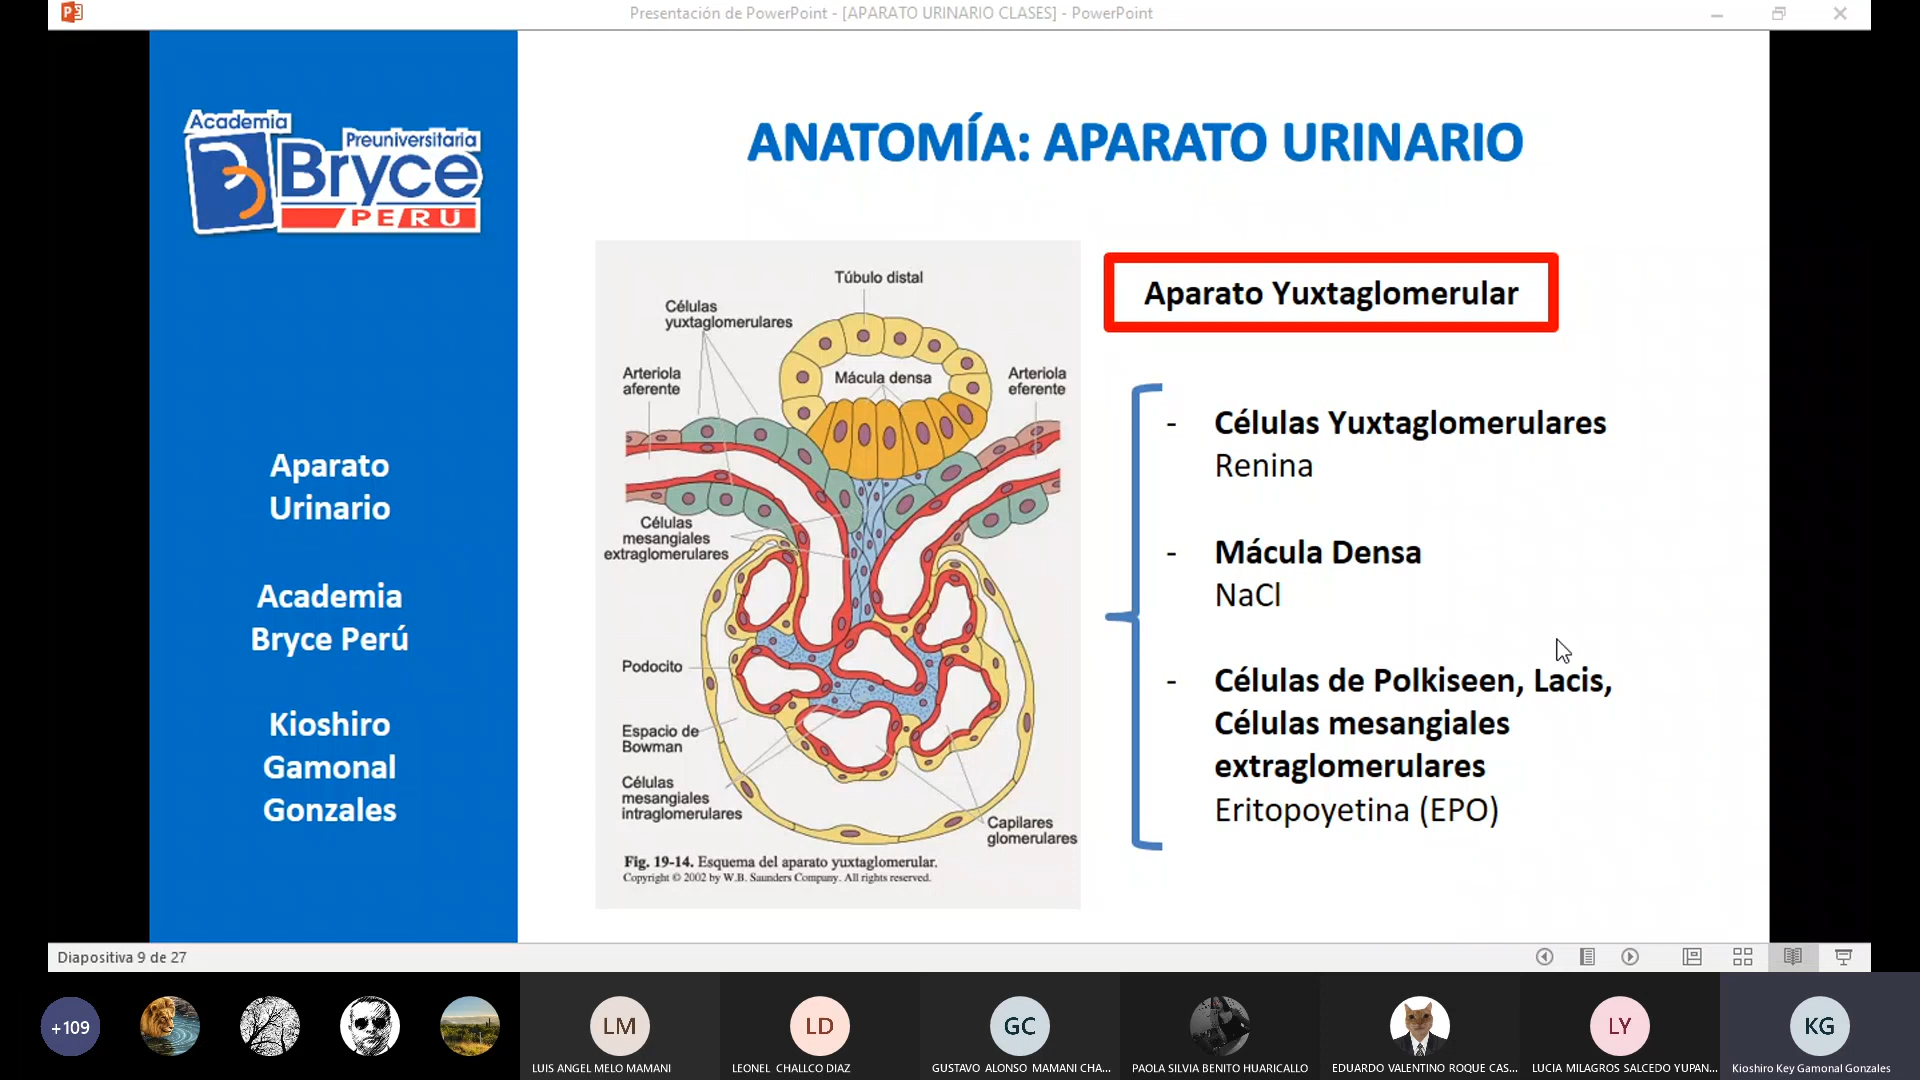 Presentación de PowerPoint - [APARATO URINARIO CLASES] - PowerPoint
Academia
Preuniversitaria
Bryce
PERÚ
Aparato
Urinario
Academia
Bryce Perú
Kioshiro
Gamonal
Gonzales
ANATOMÍA: APARATO URINARIO
Túbulo distal
Células
yuxtaglomerulares
Arteriola
aferente
Mácula densa
Arteriola
eferente
Células
mesangiales
extraglomerulares
Podocito
Espacio de
Bowman
Células
mesangiales
intraglomerulares
Capilares
glomerulares
Fig. 19-14. Esquema del aparato yuxtaglomerular.
Copyright © 2002 by W.B. Saunders Company. All rights reserved.
Aparato Yuxtaglomerular
- Células Yuxtaglomerulares
Renina
- Mácula Densa
NaCl
- Células de Polkiseen, Lacis,
Células mesangiales
extraglomerulares
Eritopoyetina (EPO)
Diapositiva 9 de 27
+109
LM
LUIS ANGEL MELO MAMANI
LD
LEONEL CHALLCO DIAZ
GC
GUSTAVO ALONSO MAMANI CHA...
PAOLA SILVIA BENITO HUARICALLO
EDUARDO VALENTINO ROQUE CAS...
LY
LUCIA MILAGROS SALCEDO YUPAN...
KG
Kioshiro Key Gamonal Gonzales